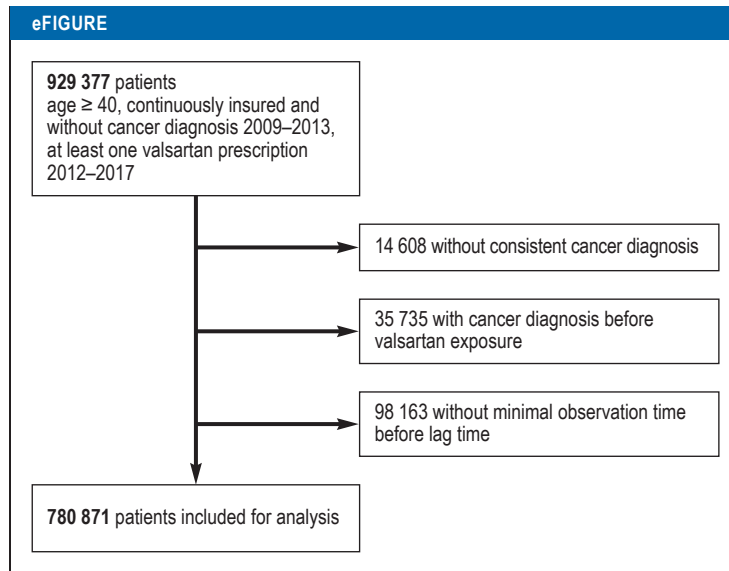 eFIGURE
929 377 patients
age ≥ 40, continuously insured and
without cancer diagnosis 2009–2013,
at least one valsartan prescription
2012–2017
14 608 without consistent cancer diagnosis
35 735 with cancer diagnosis before
valsartan exposure
98 163 without minimal observation time
before lag time
780 871 patients included for analysis